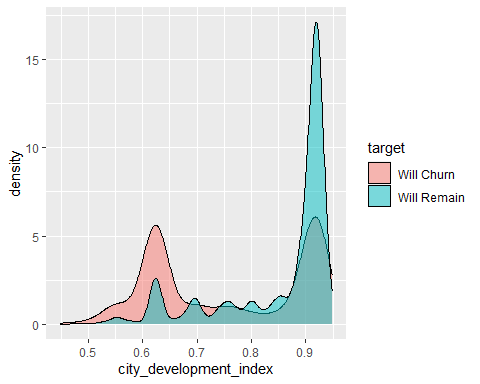 15
10
5
0
density
0.5 0.6 0.7 0.8 0.9
city_development_index
target
Will Churn
Will Remain